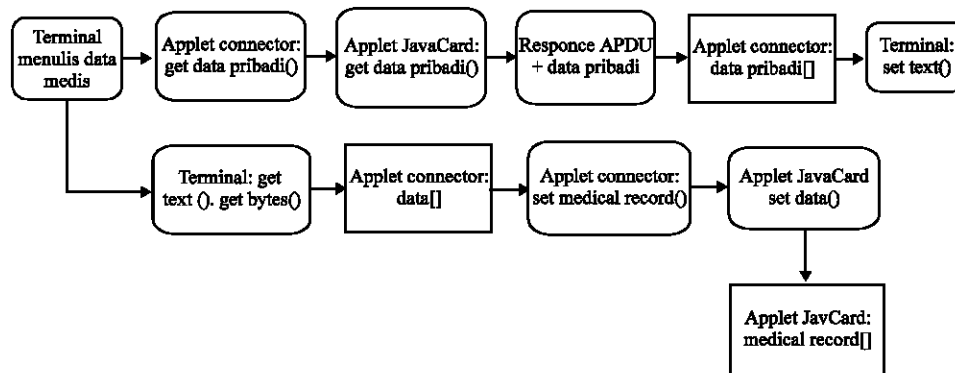 Terminal
menulis data
medis
Applet connector:
get data pribadi()
Applet JavaCard:
get data pribadi()
Responce APDU
+ data pribadi
Applet connector:
data pribadi[]
Terminal:
set text()
Terminal: get
text (). get bytes()
Applet connector:
data[]
Applet connector:
set medical record()
Applet JavaCard
set data()
Applet JavCard:
medical record[]